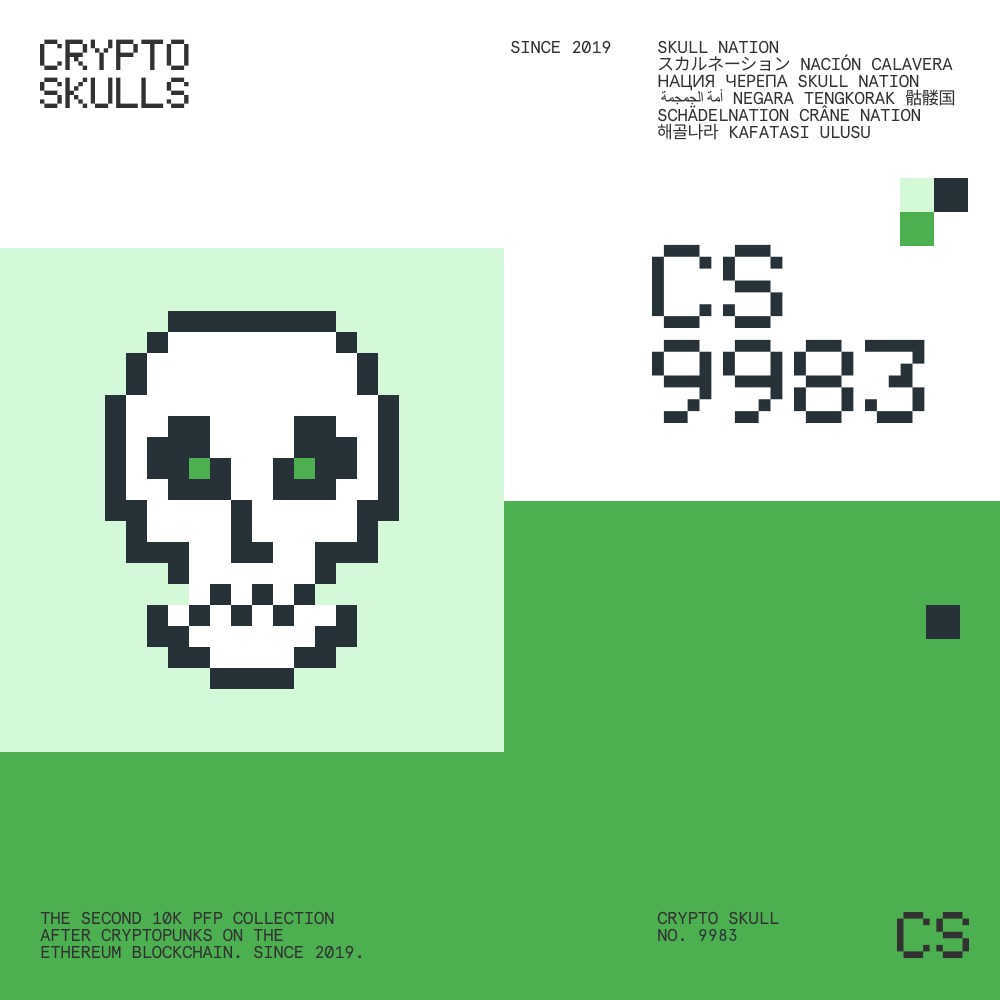 CRYPTO
SKULLS
SINCE 2019
SKULL NATION
スカルネーション NACIÓN CALAVERA
НАЦИЯ ЧЕРЕПА SKULL NATION
أمة الجمجمة NEGARA TENGKORAK 骷髅国
SCHÄDELNATION CRÂNE NATION
해골나라 KAFATASI ULUSU
CS
9983
THE SECOND 10K PFP COLLECTION
AFTER CRYPTOPUNKS ON THE
ETHEREUM BLOCKCHAIN. SINCE 2019.
CRYPTO SKULL
NO. 9983
CS